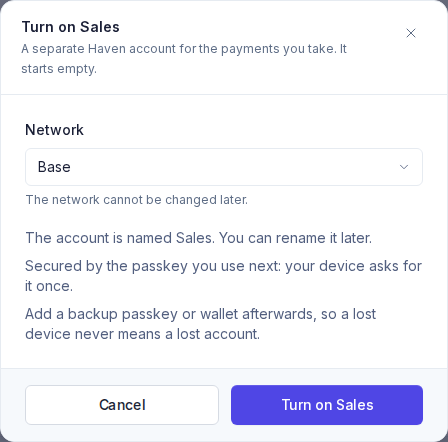 Turn on Sales
A separate Haven account for the payments you take. It
starts empty.
Network
Base
The network cannot be changed later.
The account is named Sales. You can rename it later.
Secured by the passkey you use next: your device asks for
it once.
Add a backup passkey or wallet afterwards, so a lost
device never means a lost account.
Cancel
Turn on Sales